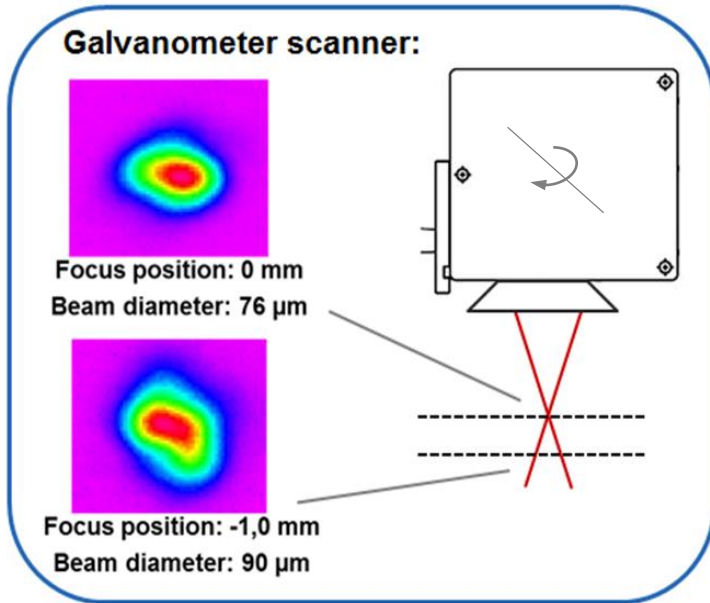 Galvanometer scanner:
Focus position: 0 mm
Beam diameter: 76 µm
Focus position: -1,0 mm
Beam diameter: 90 µm